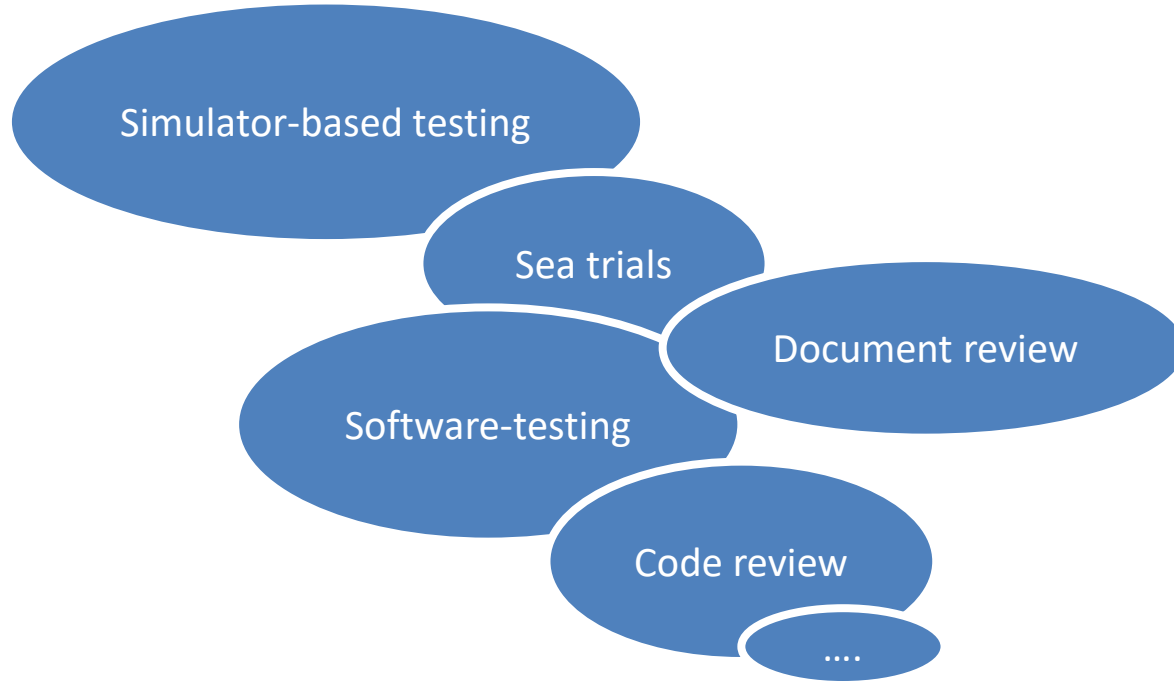 Simulator-based testing
Sea trials
Document review
Software-testing
Code review
....